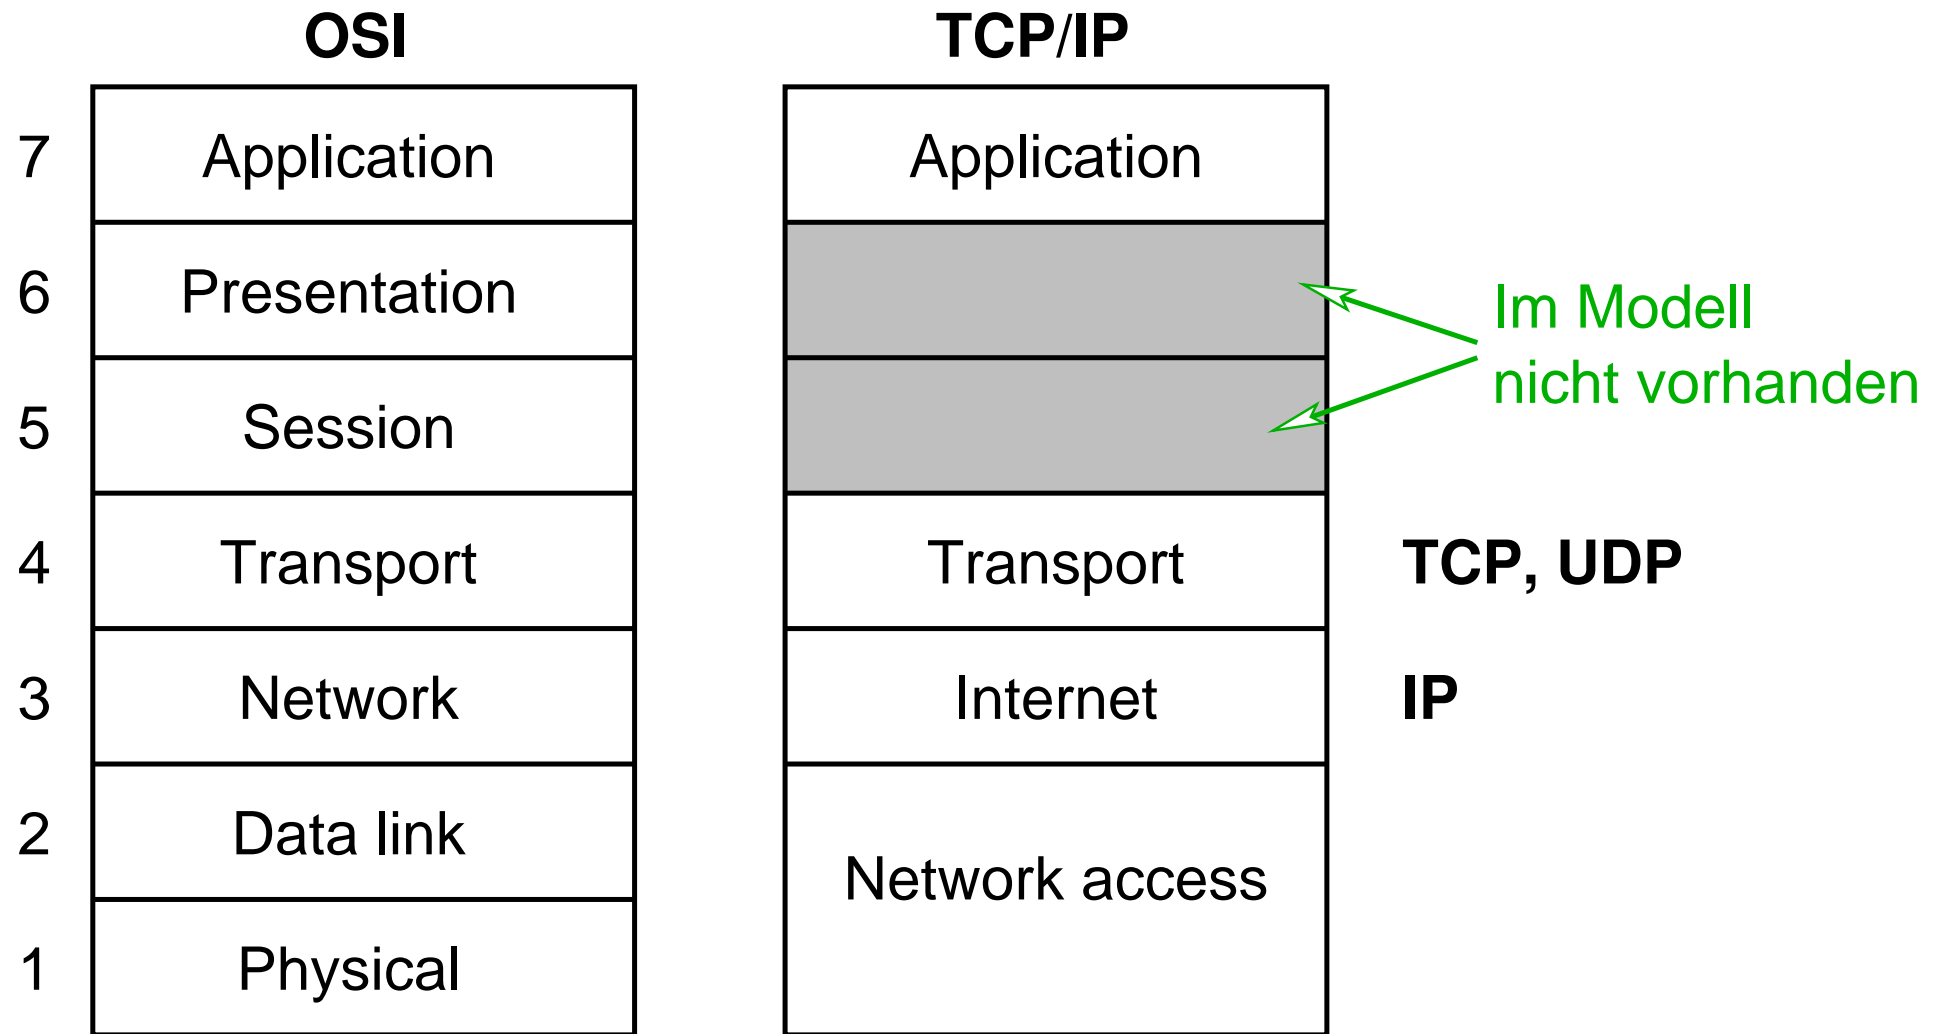 OSI TCP/IP
7 Application Application
6 Presentation
Im Modell
nicht vorhanden
5 Session
4 Transport Transport TCP, UDP
3 Network Internet IP
2 Data link
Network access
1 Physical